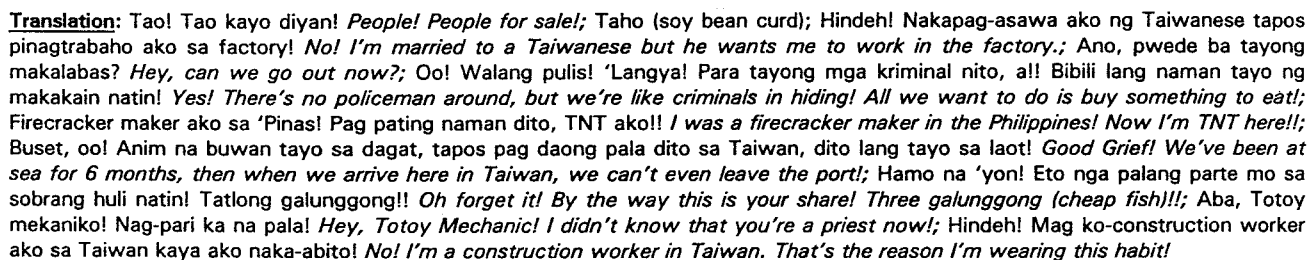 Translation: Tao! Tao kayo diyan! People! People for sale!; Taho (soy bean curd); Hindeh! Nakapag-asawa ako ng Taiwanese tapos
pinagtrabaho ako sa factory! No! I'm married to a Taiwanese but he wants me to work in the factory.; Ano, pwede ba tayong
makalabas? Hey, can we go out now?; Oo! Walang pulis! 'Langya! Para tayong mga kriminal nito, a!! Bibili lang naman tayo ng
makakain natin! Yes! There's no policeman around, but we're like criminals in hiding! All we want to do is buy something to eat!;
Firecracker maker ako sa 'Pinas! Pag pating naman dito, TNT ako!! I was a firecracker maker in the Philippines! Now I'm TNT here!!;
Buset, oo! Anim na buwan tayo sa dagat, tapos pag daong pala dito sa Taiwan, dito lang tayo sa laot! Good Grief! We've been at
sea for 6 months, then when we arrive here in Taiwan, we can't even leave the port!; Hamo na 'yon! Eto nga palang parte mo sa
sobrang huli natin! Tatlong galunggong!! Oh forget it! By the way this is your share! Three galunggong (cheap fish)!!; Aba, Totoy
mekaniko! Nag-pari ka na pala! Hey, Totoy Mechanic! I didn't know that you're a priest now!; Hindeh! Mag ko-construction worker
ako sa Taiwan kaya ako naka-abito! No! I'm a construction worker in Taiwan. That's the reason I'm wearing this habit!